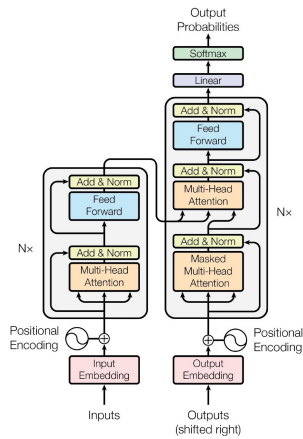 Output
Probabilities
Softmax
Linear
Add & Norm
Feed
Forward
Add & Norm
Multi-Head
Attention
Add & Norm
Masked
Multi-Head
Attention
N×
Positional
Encoding
Output
Embedding
Outputs
(shifted right)
Add & Norm
Feed
Forward
Add & Norm
Multi-Head
Attention
N×
Positional
Encoding
Input
Embedding
Inputs